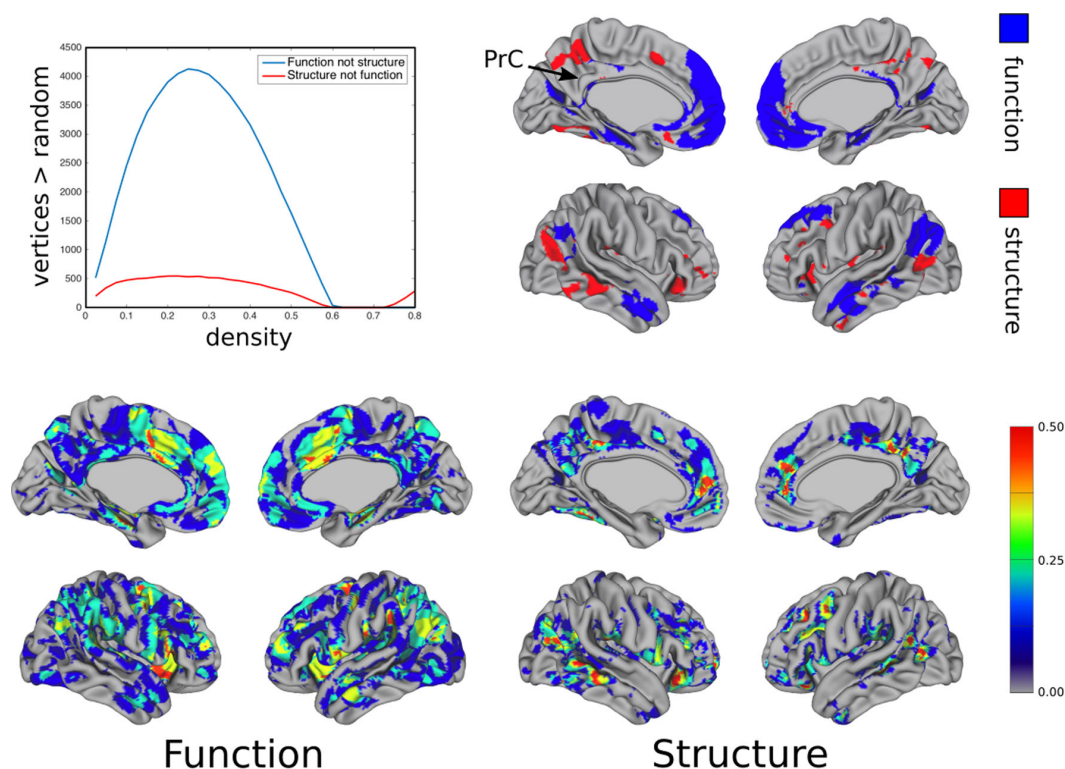 4500
4000
3500
3000
2500
2000
1500
1000
500
0
vertices > random
0 0.1 0.2 0.3 0.4 0.5 0.6 0.7 0.8
density
Function not structure
Structure not function
PrC
function
structure
0.50
0.25
0.00
Function
Structure